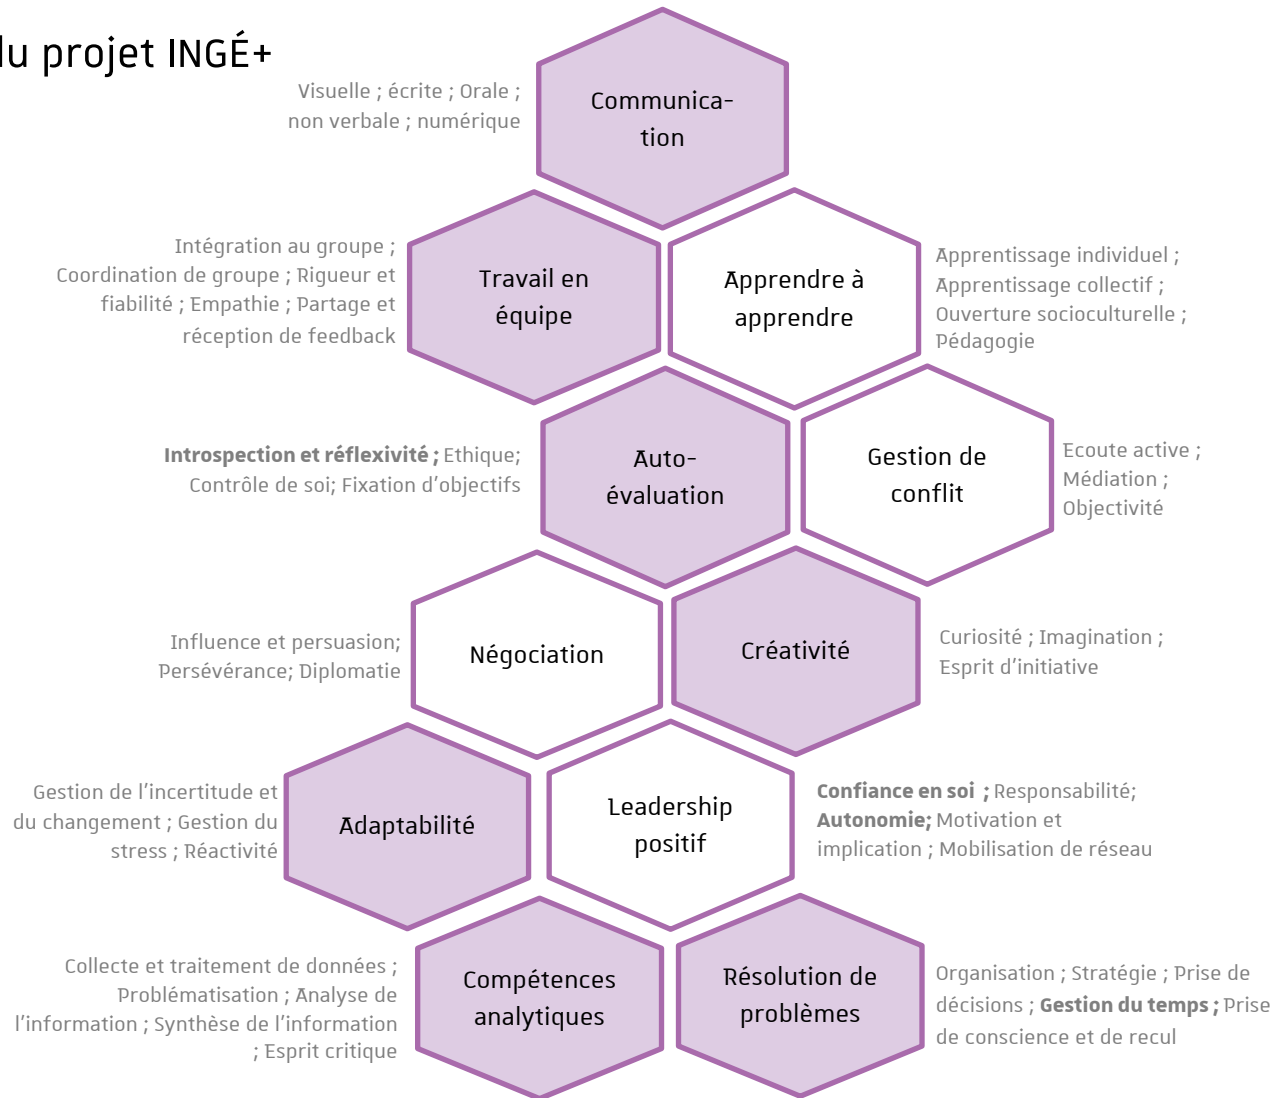 du projet INGÉ+
Visuelle ; écrite ; Orale ;
non verbale ; numérique
Communica-
tion
Intégration au groupe ;
Coordination de groupe ; Rigueur et
fiabilité ; Empathie ; Partage et
réception de feedback
Travail en
équipe
Apprendre à
apprendre
Apprentissage individuel ;
Apprentissage collectif ;
Ouverture socioculturelle ;
Pédagogie
Introspection et réflexivité ; Ethique;
Contrôle de soi; Fixation d'objectifs
Auto-
évaluation
Gestion de
conflit
Ecoute active ;
Médiation ;
Objectivité
Influence et persuasion;
Persévérance; Diplomatie
Négociation
Créativité
Curiosité ; Imagination ;
Esprit d'initiative
Gestion de l'incertitude et
du changement ; Gestion du
stress ; Réactivité
Adaptabilité
Leadership
positif
Confiance en soi ; Responsabilité;
Autonomie; Motivation et
implication ; Mobilisation de réseau
Collecte et traitement de données ;
Problématisation ; Analyse de
l'information ; Synthèse de l'information
; Esprit critique
Compétences
analytiques
Résolution de
problèmes
Organisation ; Stratégie ; Prise de
décisions ; Gestion du temps ; Prise
de conscience et de recul